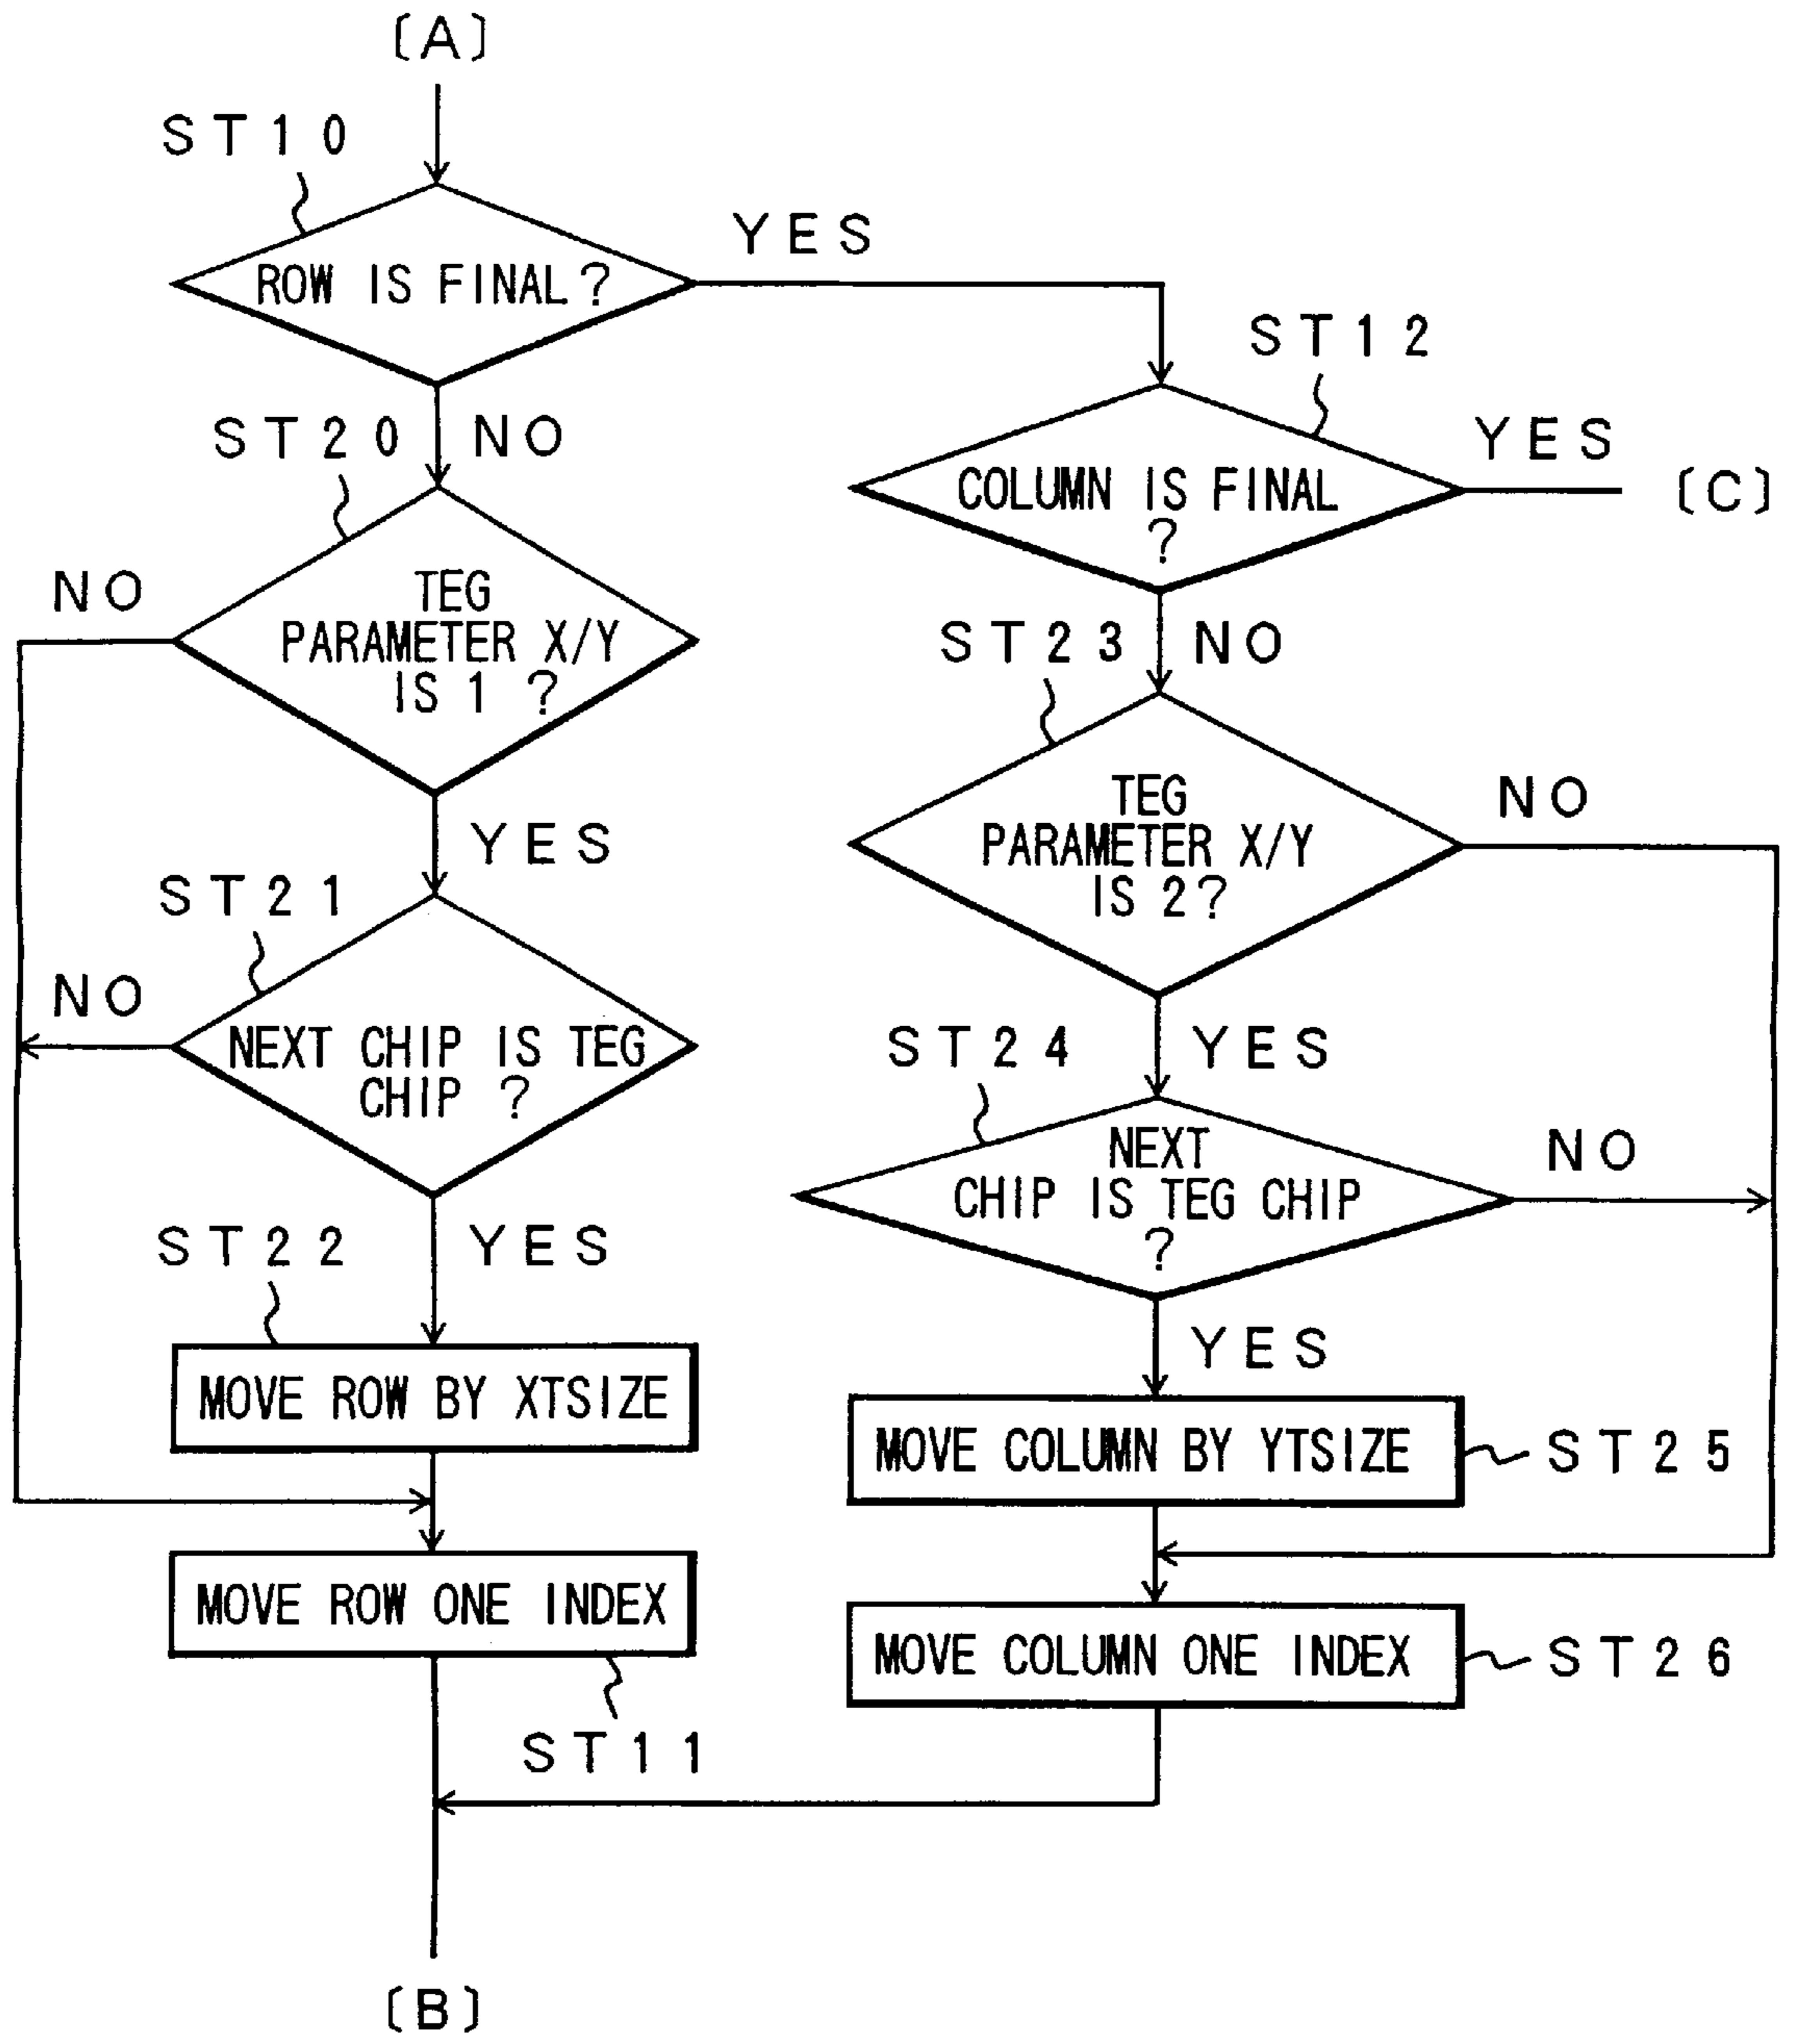 [A]
ST10
YES
ROW IS FINAL?
ST12
ST20
NO
YES
COLUMN IS FINAL
?
[C]
NO
TEG
PARAMETER X/Y
IS 1 ?
ST23
NO
TEG
PARAMETER X/Y
IS 2?
NO
YES
ST21
NO
NEXT CHIP IS TEG
CHIP ?
ST24
YES
NEXT
CHIP IS TEG CHIP
?
NO
ST22
YES
YES
MOVE ROW BY XTSIZE
MOVE COLUMN BY YTSIZE
ST25
MOVE ROW ONE INDEX
MOVE COLUMN ONE INDEX
ST26
ST11
[B]